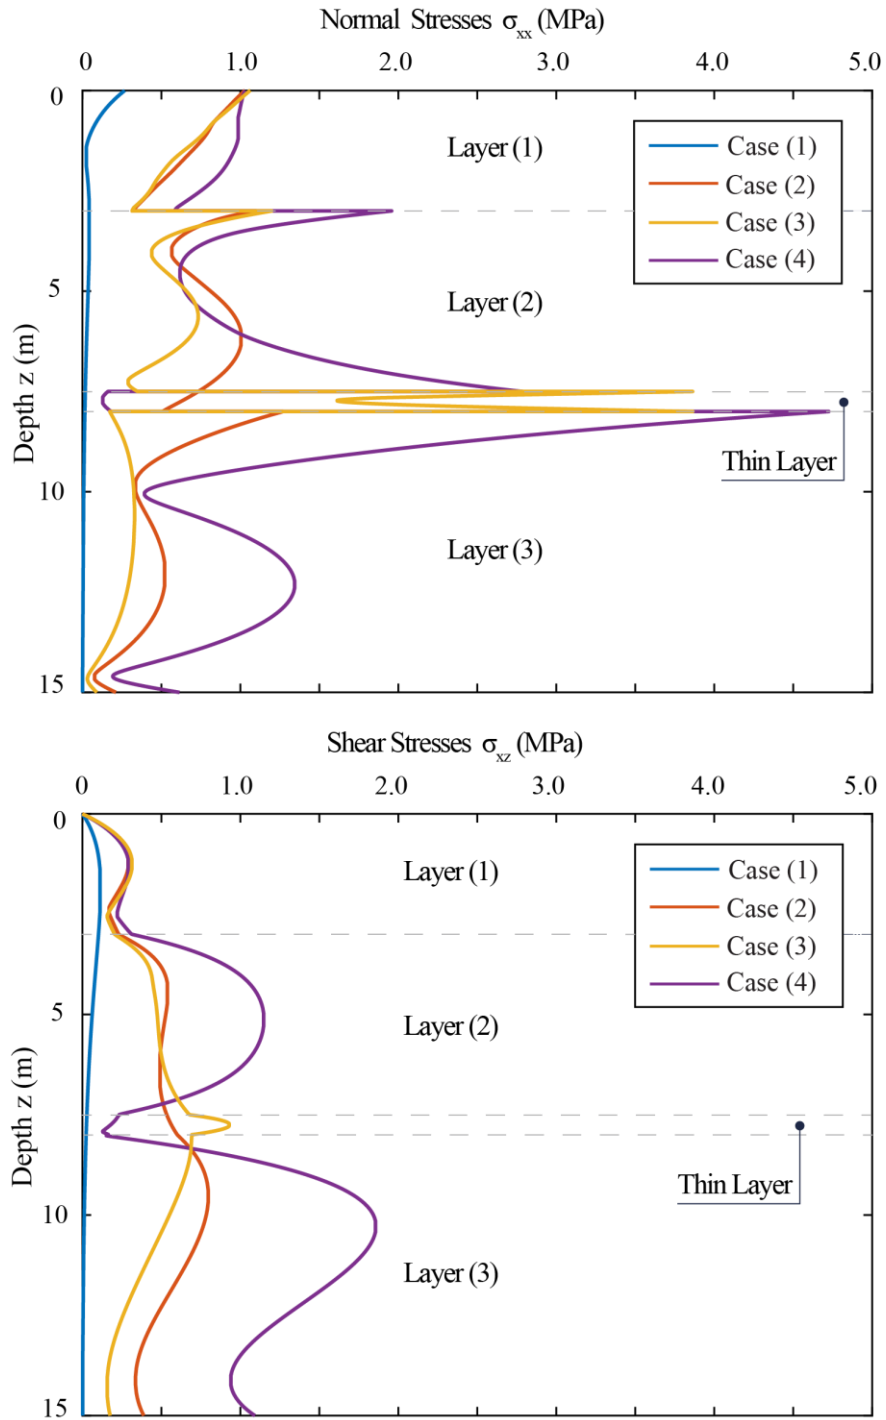 Normal Stresses σxx (MPa)
0 1.0 2.0 3.0 4.0 5.0
0
Layer (1)
Case (1)
Case (2)
Case (3)
Case (4)
5
Layer (2)
Depth z (m)
Thin Layer
10
Layer (3)
15
Shear Stresses σxz (MPa)
0 1.0 2.0 3.0 4.0 5.0
0
Layer (1)
Case (1)
Case (2)
Case (3)
Case (4)
5
Layer (2)
Depth z (m)
Thin Layer
10
Layer (3)
15